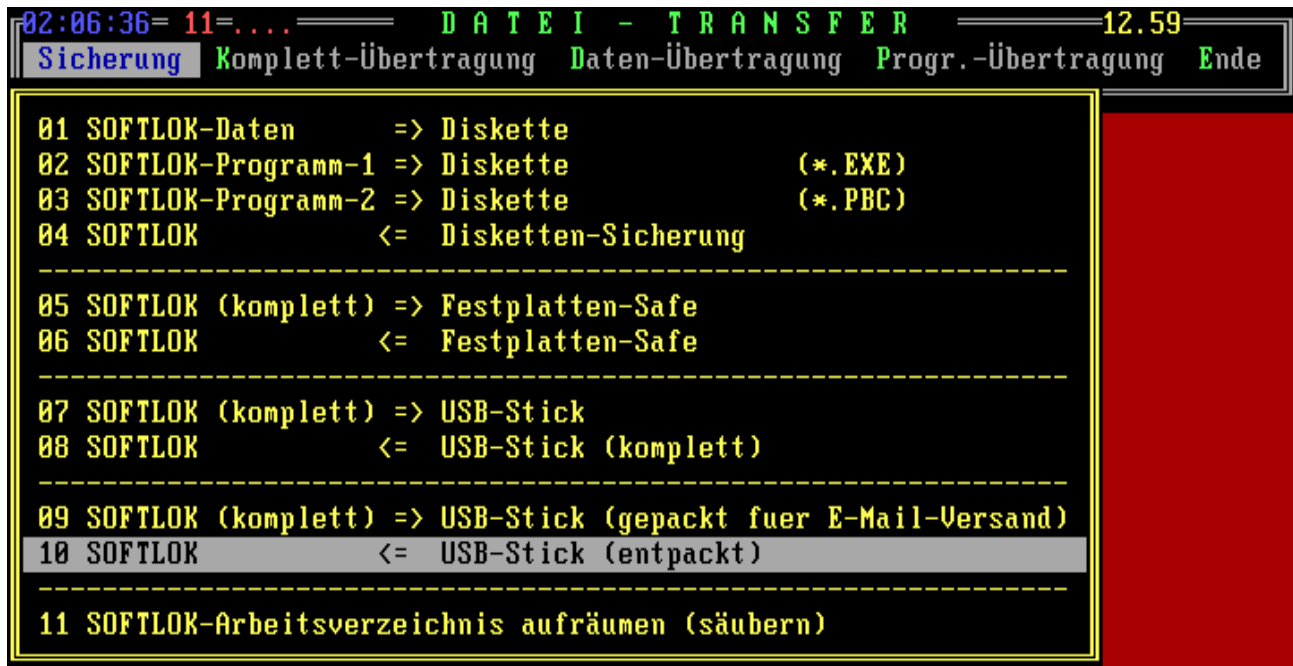 02:06:36= 11=.... D A T E I - T R A N S F E R 12.59
Sicherung Komplett-Übertragung Daten-Übertragung Progr.-Übertragung Ende
01 SOFTLOK-Daten => Diskette
02 SOFTLOK-Programm-1 => Diskette (*.EXE)
03 SOFTLOK-Programm-2 => Diskette (*.PBC)
04 SOFTLOK <= Disketten-Sicherung
05 SOFTLOK (komplett) => Festplatten-Safe
06 SOFTLOK <= Festplatten-Safe
07 SOFTLOK (komplett) => USB-Stick
08 SOFTLOK <= USB-Stick (komplett)
09 SOFTLOK (komplett) => USB-Stick (gepackt fuer E-Mail-Versand)
10 SOFTLOK <= USB-Stick (entpackt)
11 SOFTLOK-Arbeitsverzeichnis aufräumen (säubern)